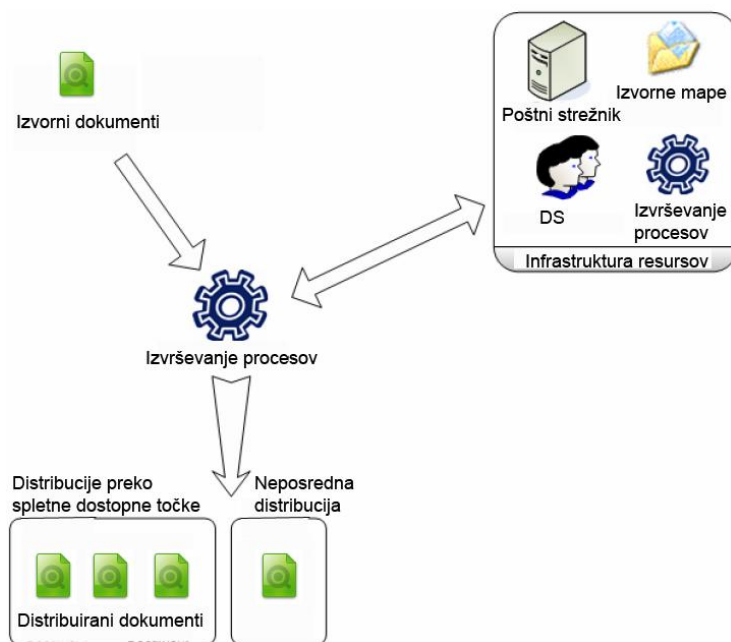 Izvorni dokumenti
Poštni strežnik
Izvorne mape
DS
Izvrševanje
procesov
Infrastruktura resursov
Izvrševanje procesov
Distribucije preko
spletne dostopne točke
Neposredna
distribucija
Distribuirani dokumenti